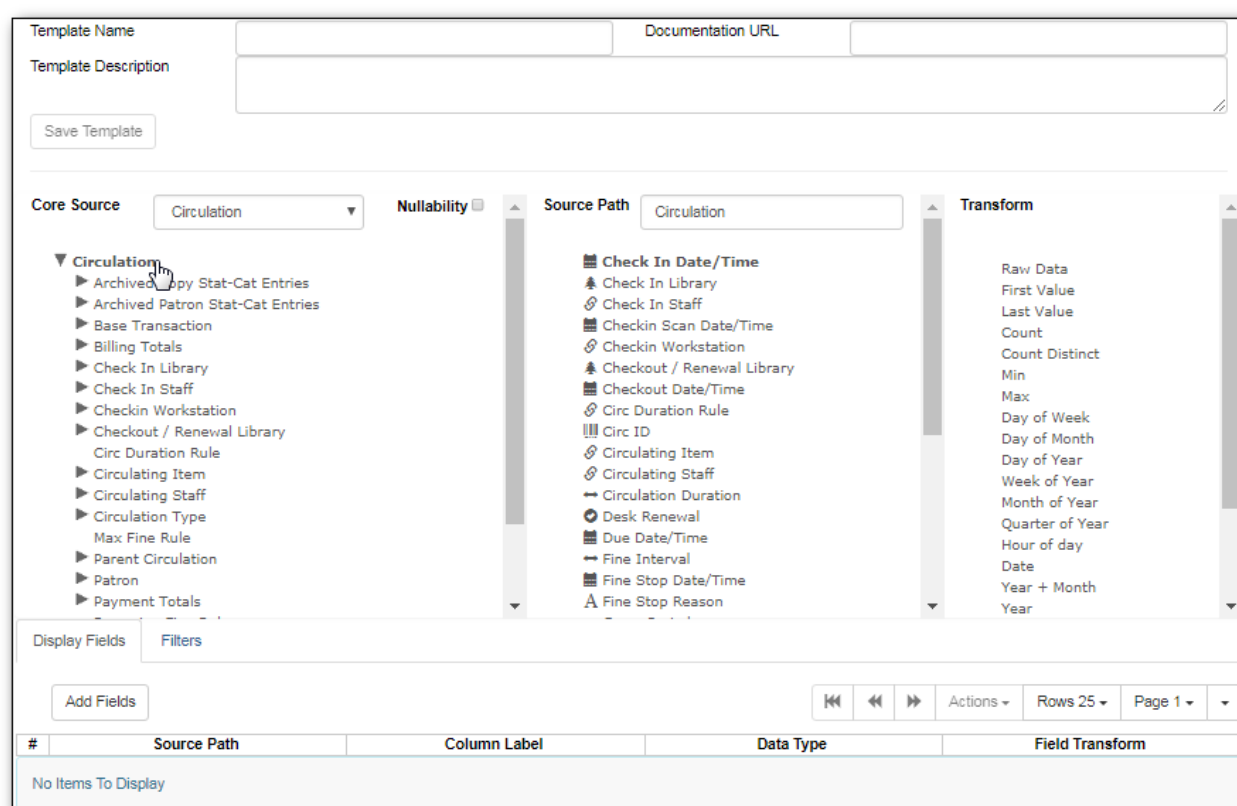 Template Name
Documentation URL
Template Description
Save Template
Core Source
Circulation
Nullability
Circulation
Archived Copy Stat-Cat Entries
Archived Patron Stat-Cat Entries
Base Transaction
Billing Totals
Check In Library
Check In Staff
Checkin Workstation
Checkout / Renewal Library
Circ Duration Rule
Circulating Item
Circulating Staff
Circulation Type
Max Fine Rule
Parent Circulation
Patron
Payment Totals
Source Path
Circulation
Check In Date/Time
Check In Library
Check In Staff
Checkin Scan Date/Time
Checkin Workstation
Checkout / Renewal Library
Checkout Date/Time
Circ Duration Rule
Circ ID
Circulating Item
Circulating Staff
Circulation Duration
Desk Renewal
Due Date/Time
Fine Interval
Fine Stop Date/Time
Fine Stop Reason
Transform
Raw Data
First Value
Last Value
Count
Count Distinct
Min
Max
Day of Week
Day of Month
Day of Year
Week of Year
Month of Year
Quarter of Year
Hour of day
Date
Year + Month
Year
Display Fields
Filters
Add Fields
Actions
Rows 25
Page 1
# Source Path Column Label Data Type Field Transform
No Items To Display